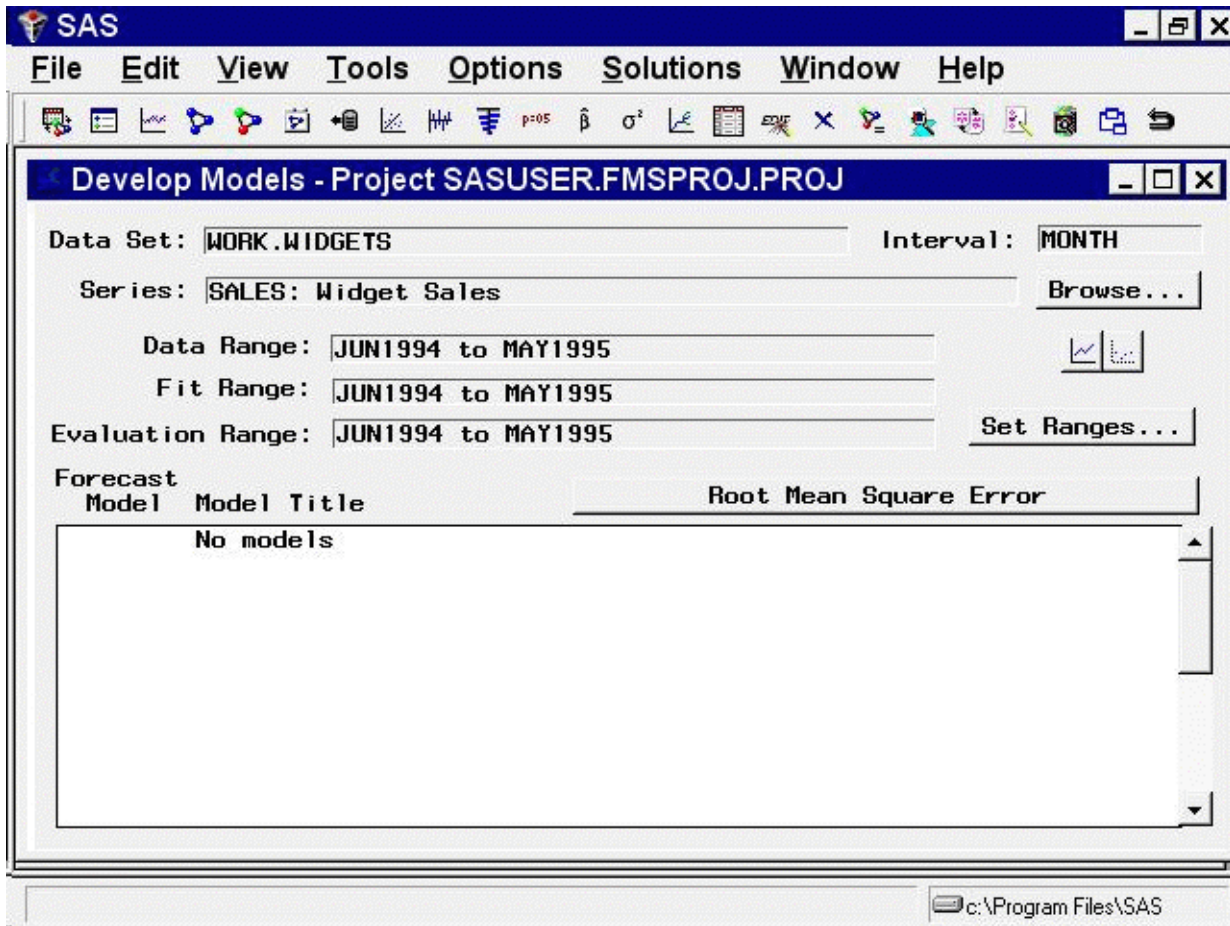 SAS
File Edit View Tools Options Solutions Window Help
p=05 β̂ σ² EDIT
Develop Models - Project SASUSER.FMSPROJ.PROJ
Data Set: WORK.WIDGETS Interval: MONTH
Series: SALES: Widget Sales Browse...
Data Range: JUN1994 to MAY1995
Fit Range: JUN1994 to MAY1995
Evaluation Range: JUN1994 to MAY1995 Set Ranges...
Forecast
Model Model Title Root Mean Square Error
No models
c:\Program Files\SAS